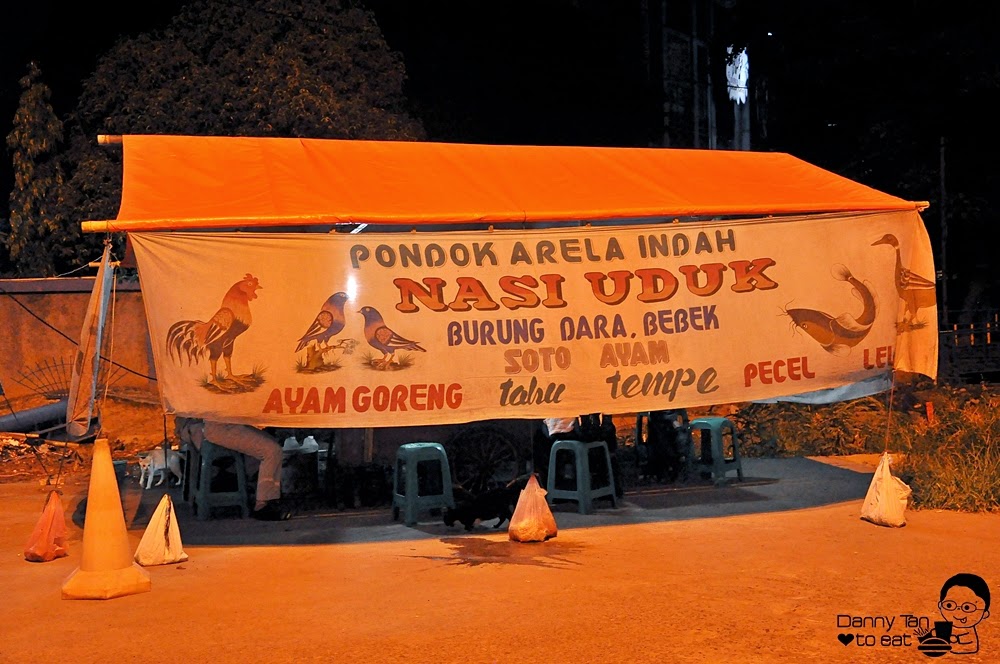 PONDOK ARELA INDAH
NASI UDUK
BURUNG DARA, BEBEK
SOTO AYAM
AYAM GORENG tahu tempe PECEL LEL
Danny Tan
to eat